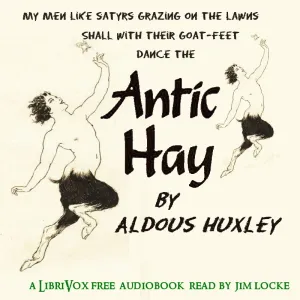 MY MEN LIKE SATYRS GRAZING ON THE LAWNS
SHALL WITH THEIR GOAT-FEET
DANCE THE
Antic
Hay
BY
ALDOUS HUXLEY
A LIBRIVOX FREE AUDIOBOOK READ BY JIM LOCKE